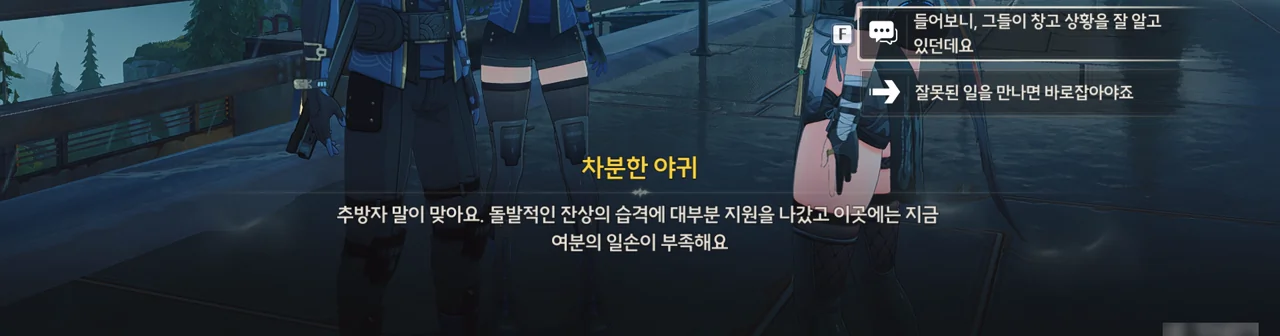 들어보니, 그들이 창고 상황을 잘 알고
있던데요
F
잘못된 일을 만나면 바로잡아야죠
차분한 야귀
추방자 말이 맞아요. 돌발적인 잔상의 습격에 대부분 지원을 나갔고 이곳에는 지금
여분의 일손이 부족해요